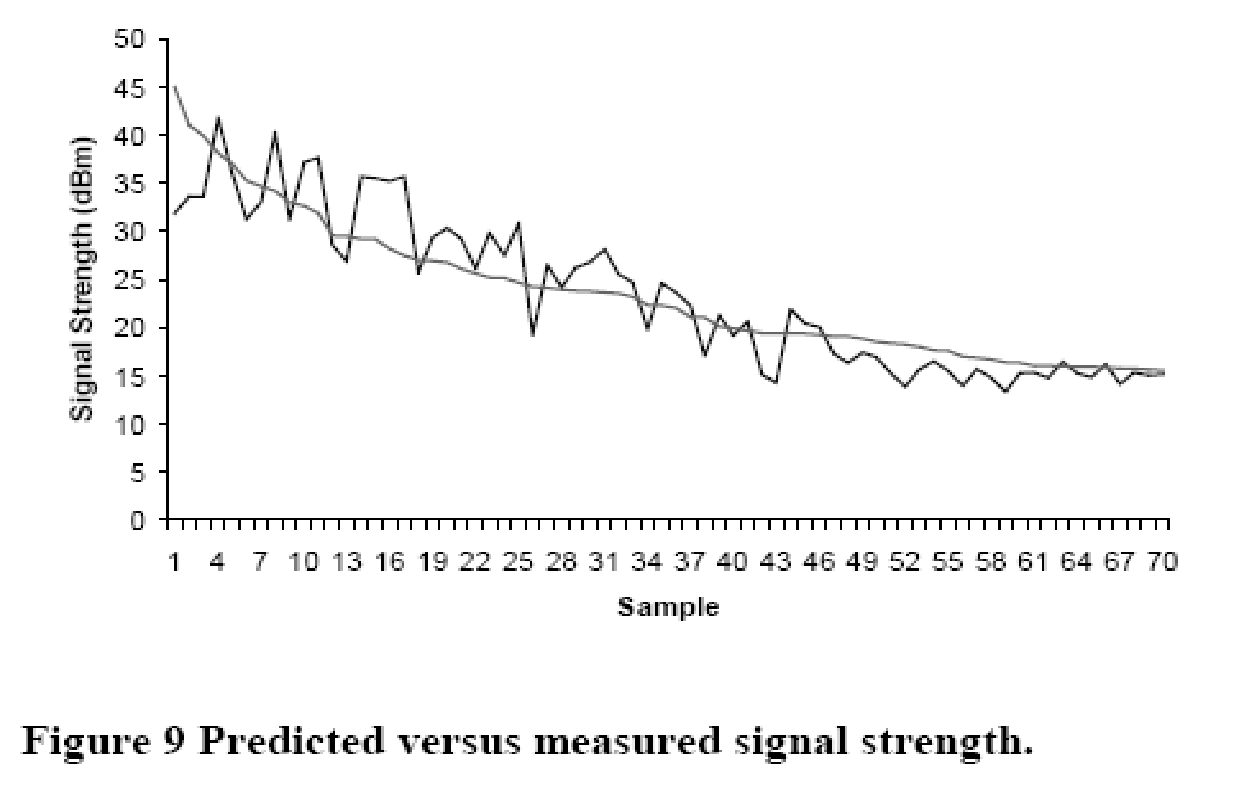 50
45
40
35
30
25
20
15
10
5
0
Signal Strength (dBm)
1 4 7 10 13 16 19 22 25 28 31 34 37 40 43 46 49 52 55 58 61 64 67 70
Sample
Figure 9 Predicted versus measured signal strength.